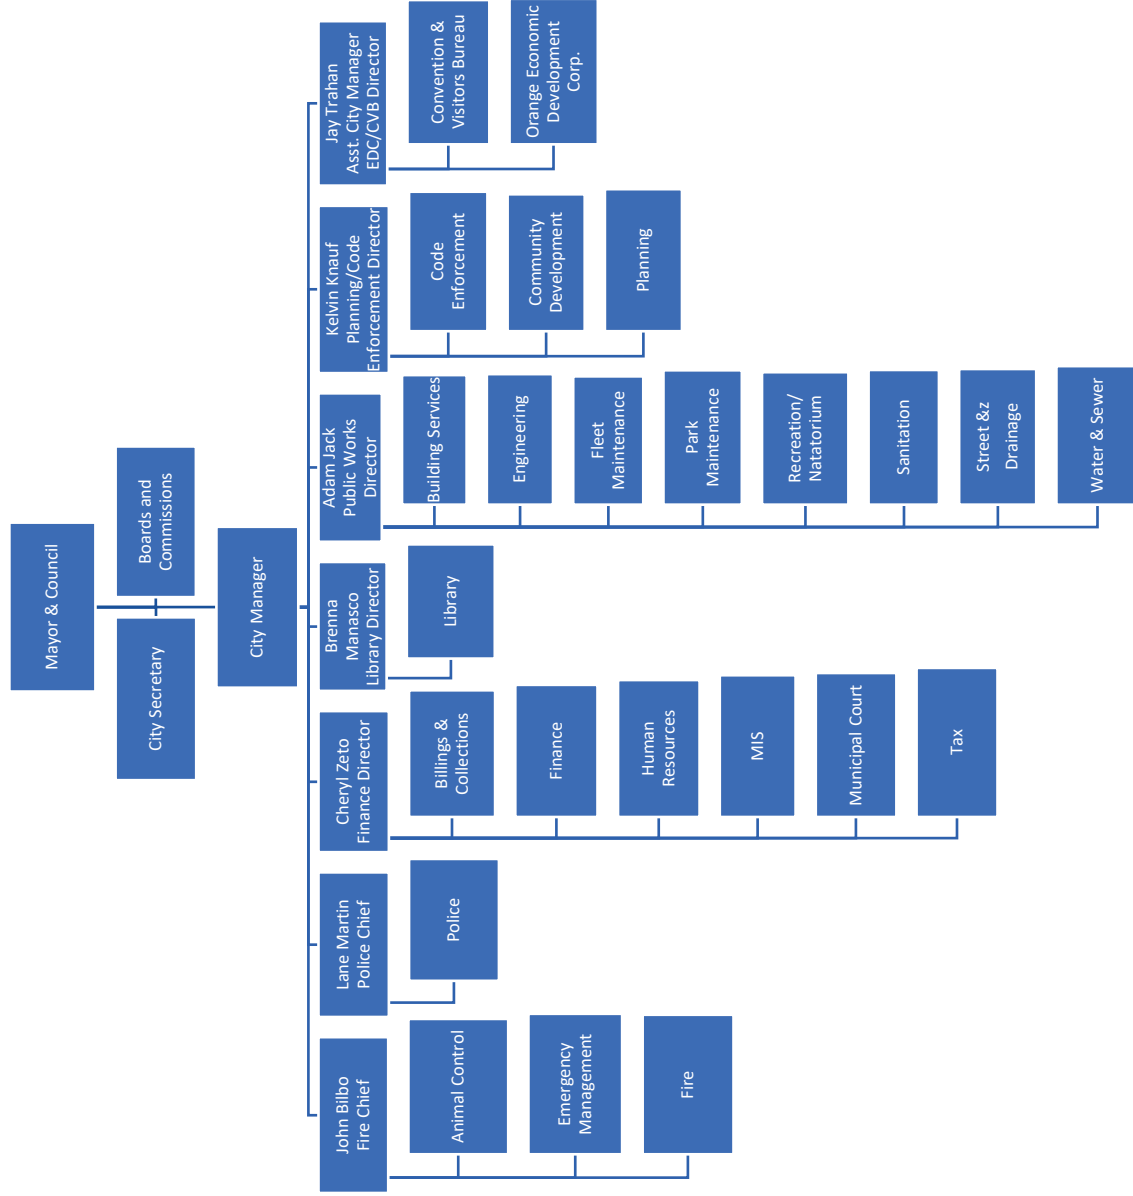 Mayor & Council
City Secretary
Boards and
Commissions
City Manager
John Bilbo
Fire Chief
Animal Control
Emergency
Management
Fire
Lane Martin
Police Chief
Police
Cheryl Zeto
Finance Director
Billings &
Collections
Finance
Human
Resources
MIS
Municipal Court
Tax
Brenna
Manasco
Library Director
Library
Adam Jack
Public Works
Director
Building Services
Engineering
Fleet
Maintenance
Park
Maintenance
Recreation/
Natatorium
Sanitation
Street &z
Drainage
Water & Sewer
Kelvin Knauf
Planning/Code
Enforcement Director
Code
Enforcement
Community
Development
Planning
Jay Trahan
Asst. City Manager
EDC/CVB Director
Convention &
Visitors Bureau
Orange Economic
Development
Corp.